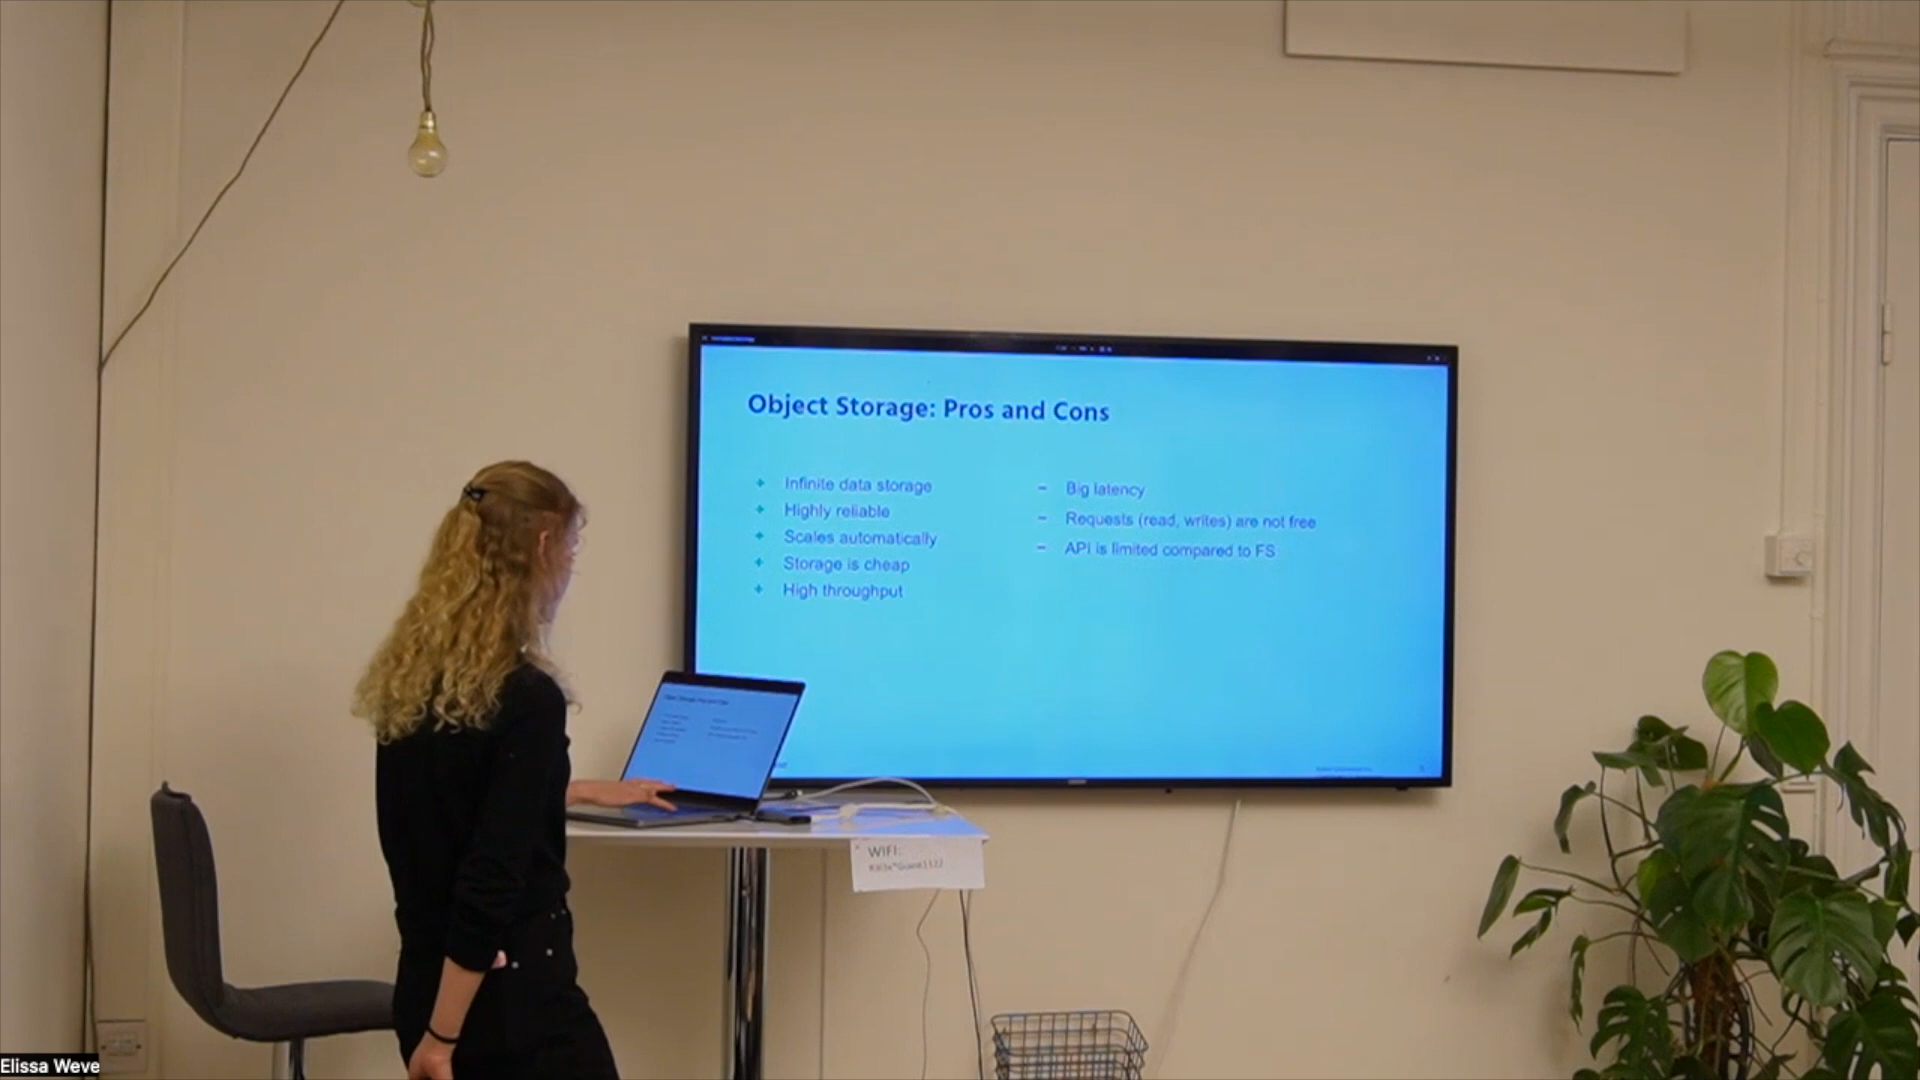 Object Storage: Pros and Cons
+ Infinite data storage
+ Highly reliable
+ Scales automatically
+ Storage is cheap
+ High throughput
– Big latency
– Requests (read, writes) are not free
– API is limited compared to FS
WIFI:
Elissa Weve